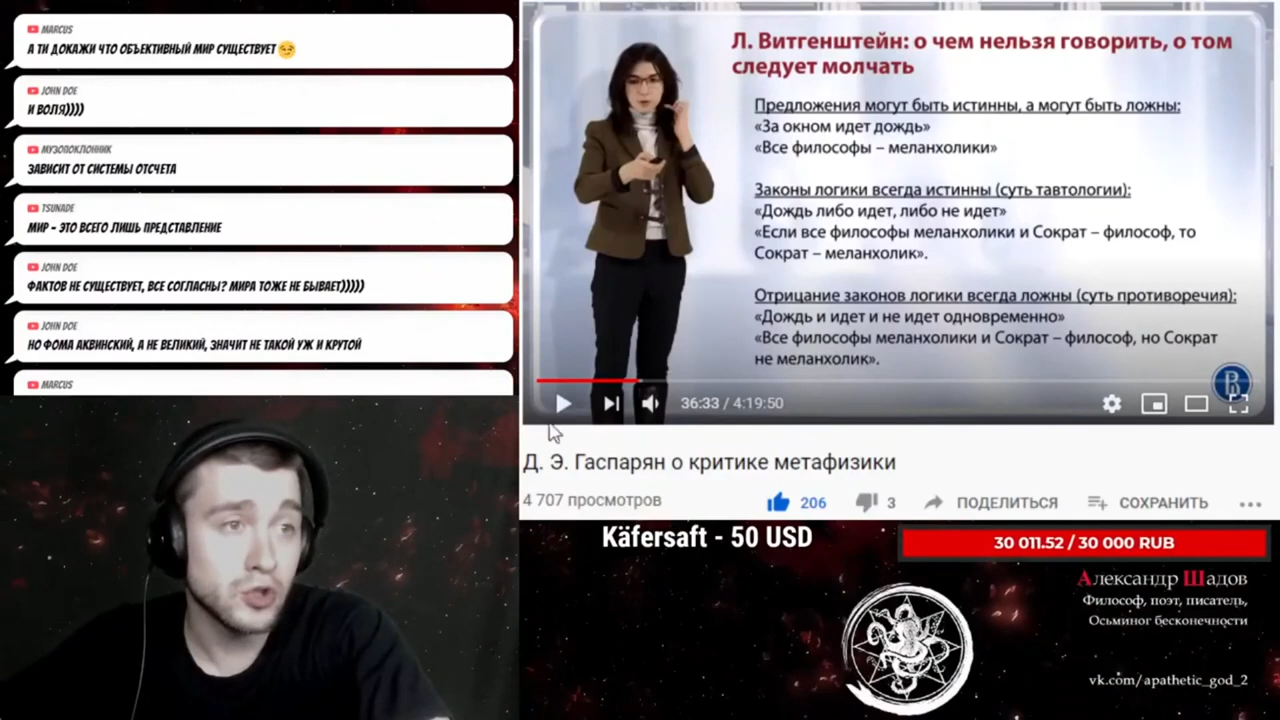 MARCUS
А ТИ ДОКАЖИ ЧТО ОБЪЕКТИВНЫЙ МИР СУЩЕСТВУЕТ😏
JOHN DOE
И ВОЛЯ))))
МУЗОПОКЛОННИК
ЗАВИСИТ ОТ СИСТЕМЫ ОТСЧЕТА
TSUNADE
МИР - ЭТО ВСЕГО ЛИШЬ ПРЕДСТАВЛЕНИЕ
JOHN DOE
ФАКТОВ НЕ СУЩЕСТВУЕТ, ВСЕ СОГЛАСНЫ? МИРА ТОЖЕ НЕ БЫВАЕТ)))))
JOHN DOE
НО ФОМА АКВИНСКИЙ, А НЕ ВЕЛИКИЙ, ЗНАЧИТ НЕ ТАКОЙ УЖ И КРУТОЙ
MARCUS
Л. Витгенштейн: о чем нельзя говорить, о том
следует молчать
Предложения могут быть истинны, а могут быть ложны:
«За окном идет дождь»
«Все философы – меланхолики»
Законы логики всегда истинны (суть тавтологии):
«Дождь либо идет, либо не идет»
«Если все философы меланхолики и Сократ – философ, то
Сократ – меланхолик».
Отрицание законов логики всегда ложны (суть противоречия):
«Дождь и идет и не идет одновременно»
«Все философы меланхолики и Сократ – философ, но Сократ
не меланхолик».
36:33 / 4:19:50
Д. Э. Гаспарян о критике метафизики
4 707 просмотров
206
3
ПОДЕЛИТЬСЯ
СОХРАНИТЬ
Käfersaft - 50 USD
30 011.52 / 30 000 RUB
Александр Шадов
Философ, поэт, писатель,
Осьминог бесконечности
vk.com/apathetic_god_2